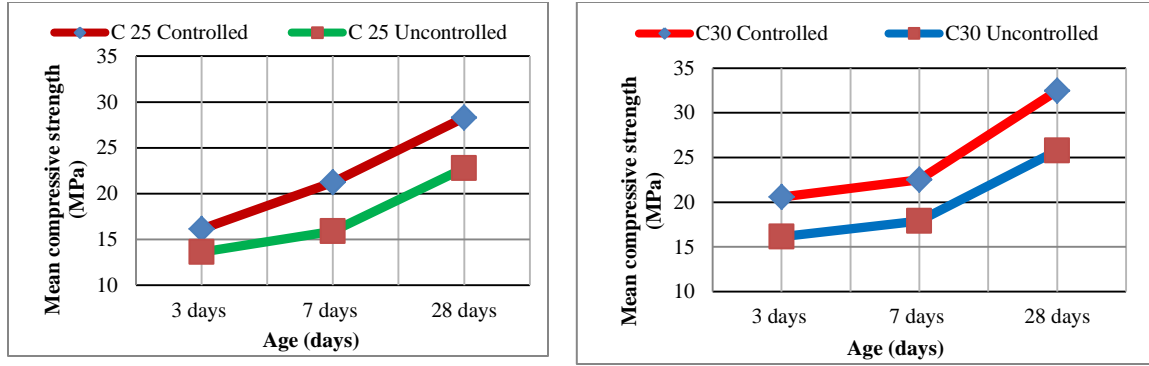 C 25 Controlled
C 25 Uncontrolled
35
30
25
20
15
10
Mean compressive strength
(MPa)
3 days
7 days
28 days
Age (days)
C30 Controlled
C30 Uncontrolled
35
30
25
20
15
10
Mean compressive strength
(MPa)
3 days
7 days
28 days
Age (days)